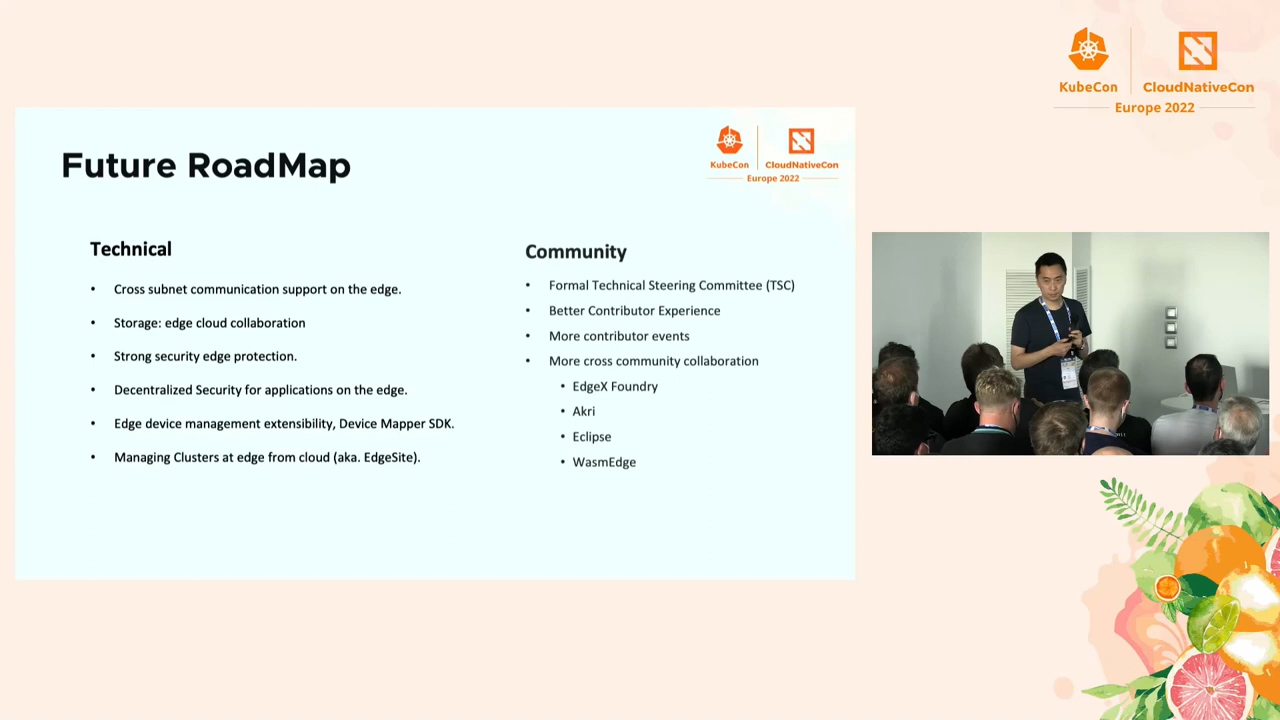 KubeCon
CloudNativeCon
Europe 2022
Future RoadMap
KubeCon
CloudNativeCon
Europe 2022
Technical
• Cross subnet communication support on the edge.
• Storage: edge cloud collaboration
• Strong security edge protection.
• Decentralized Security for applications on the edge.
• Edge device management extensibility, Device Mapper SDK.
• Managing Clusters at edge from cloud (aka. EdgeSite).
Community
• Formal Technical Steering Committee (TSC)
• Better Contributor Experience
• More contributor events
• More cross community collaboration
• EdgeX Foundry
• Akri
• Eclipse
• WasmEdge